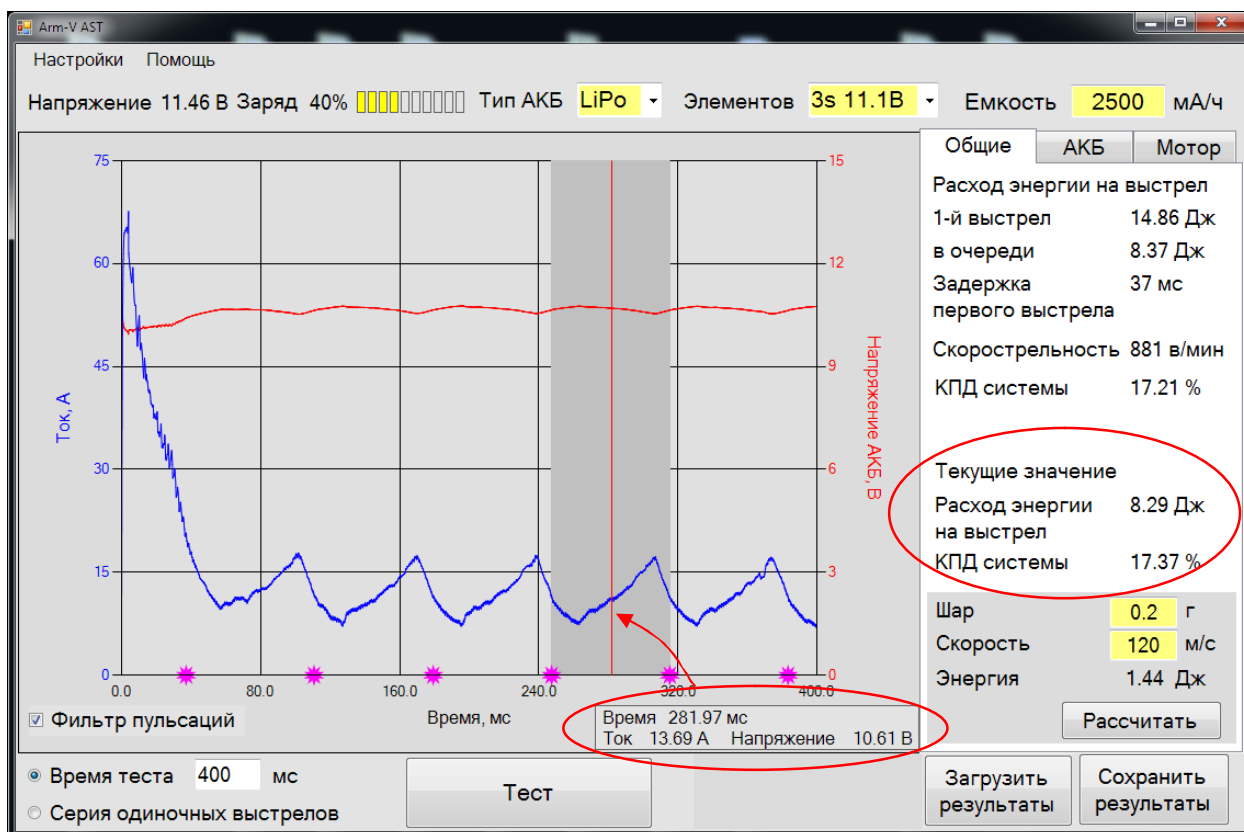 Arm-V AST
Настройки Помощь
Напряжение 11.46 В Заряд 40% Тип АКБ LiPo Элементов 3s 11.1В Емкость 2500 мА/ч
Общие АКБ Мотор
Расход энергии на выстрел
1-й выстрел 14.86 Дж
в очереди 8.37 Дж
Задержка 37 мс
первого выстрела
Скорострельность 881 в/мин
КПД системы 17.21 %
Текущие значение
Расход энергии 8.29 Дж
на выстрел
КПД системы 17.37 %
Шар 0.2 г
Скорость 120 м/с
Энергия 1.44 Дж
Рассчитать
75
60
45
30
15
0
Ток, А
15
12
9
6
3
0
Напряжение АКБ, В
0.0 80.0 160.0 240.0 320.0 400.0
Фильтр пульсаций Время, мс
Время 281.97 мс
Ток 13.69 А Напряжение 10.61 В
Время теста 400 мс
Серия одиночных выстрелов
Тест
Загрузить
результаты
Сохранить
результаты